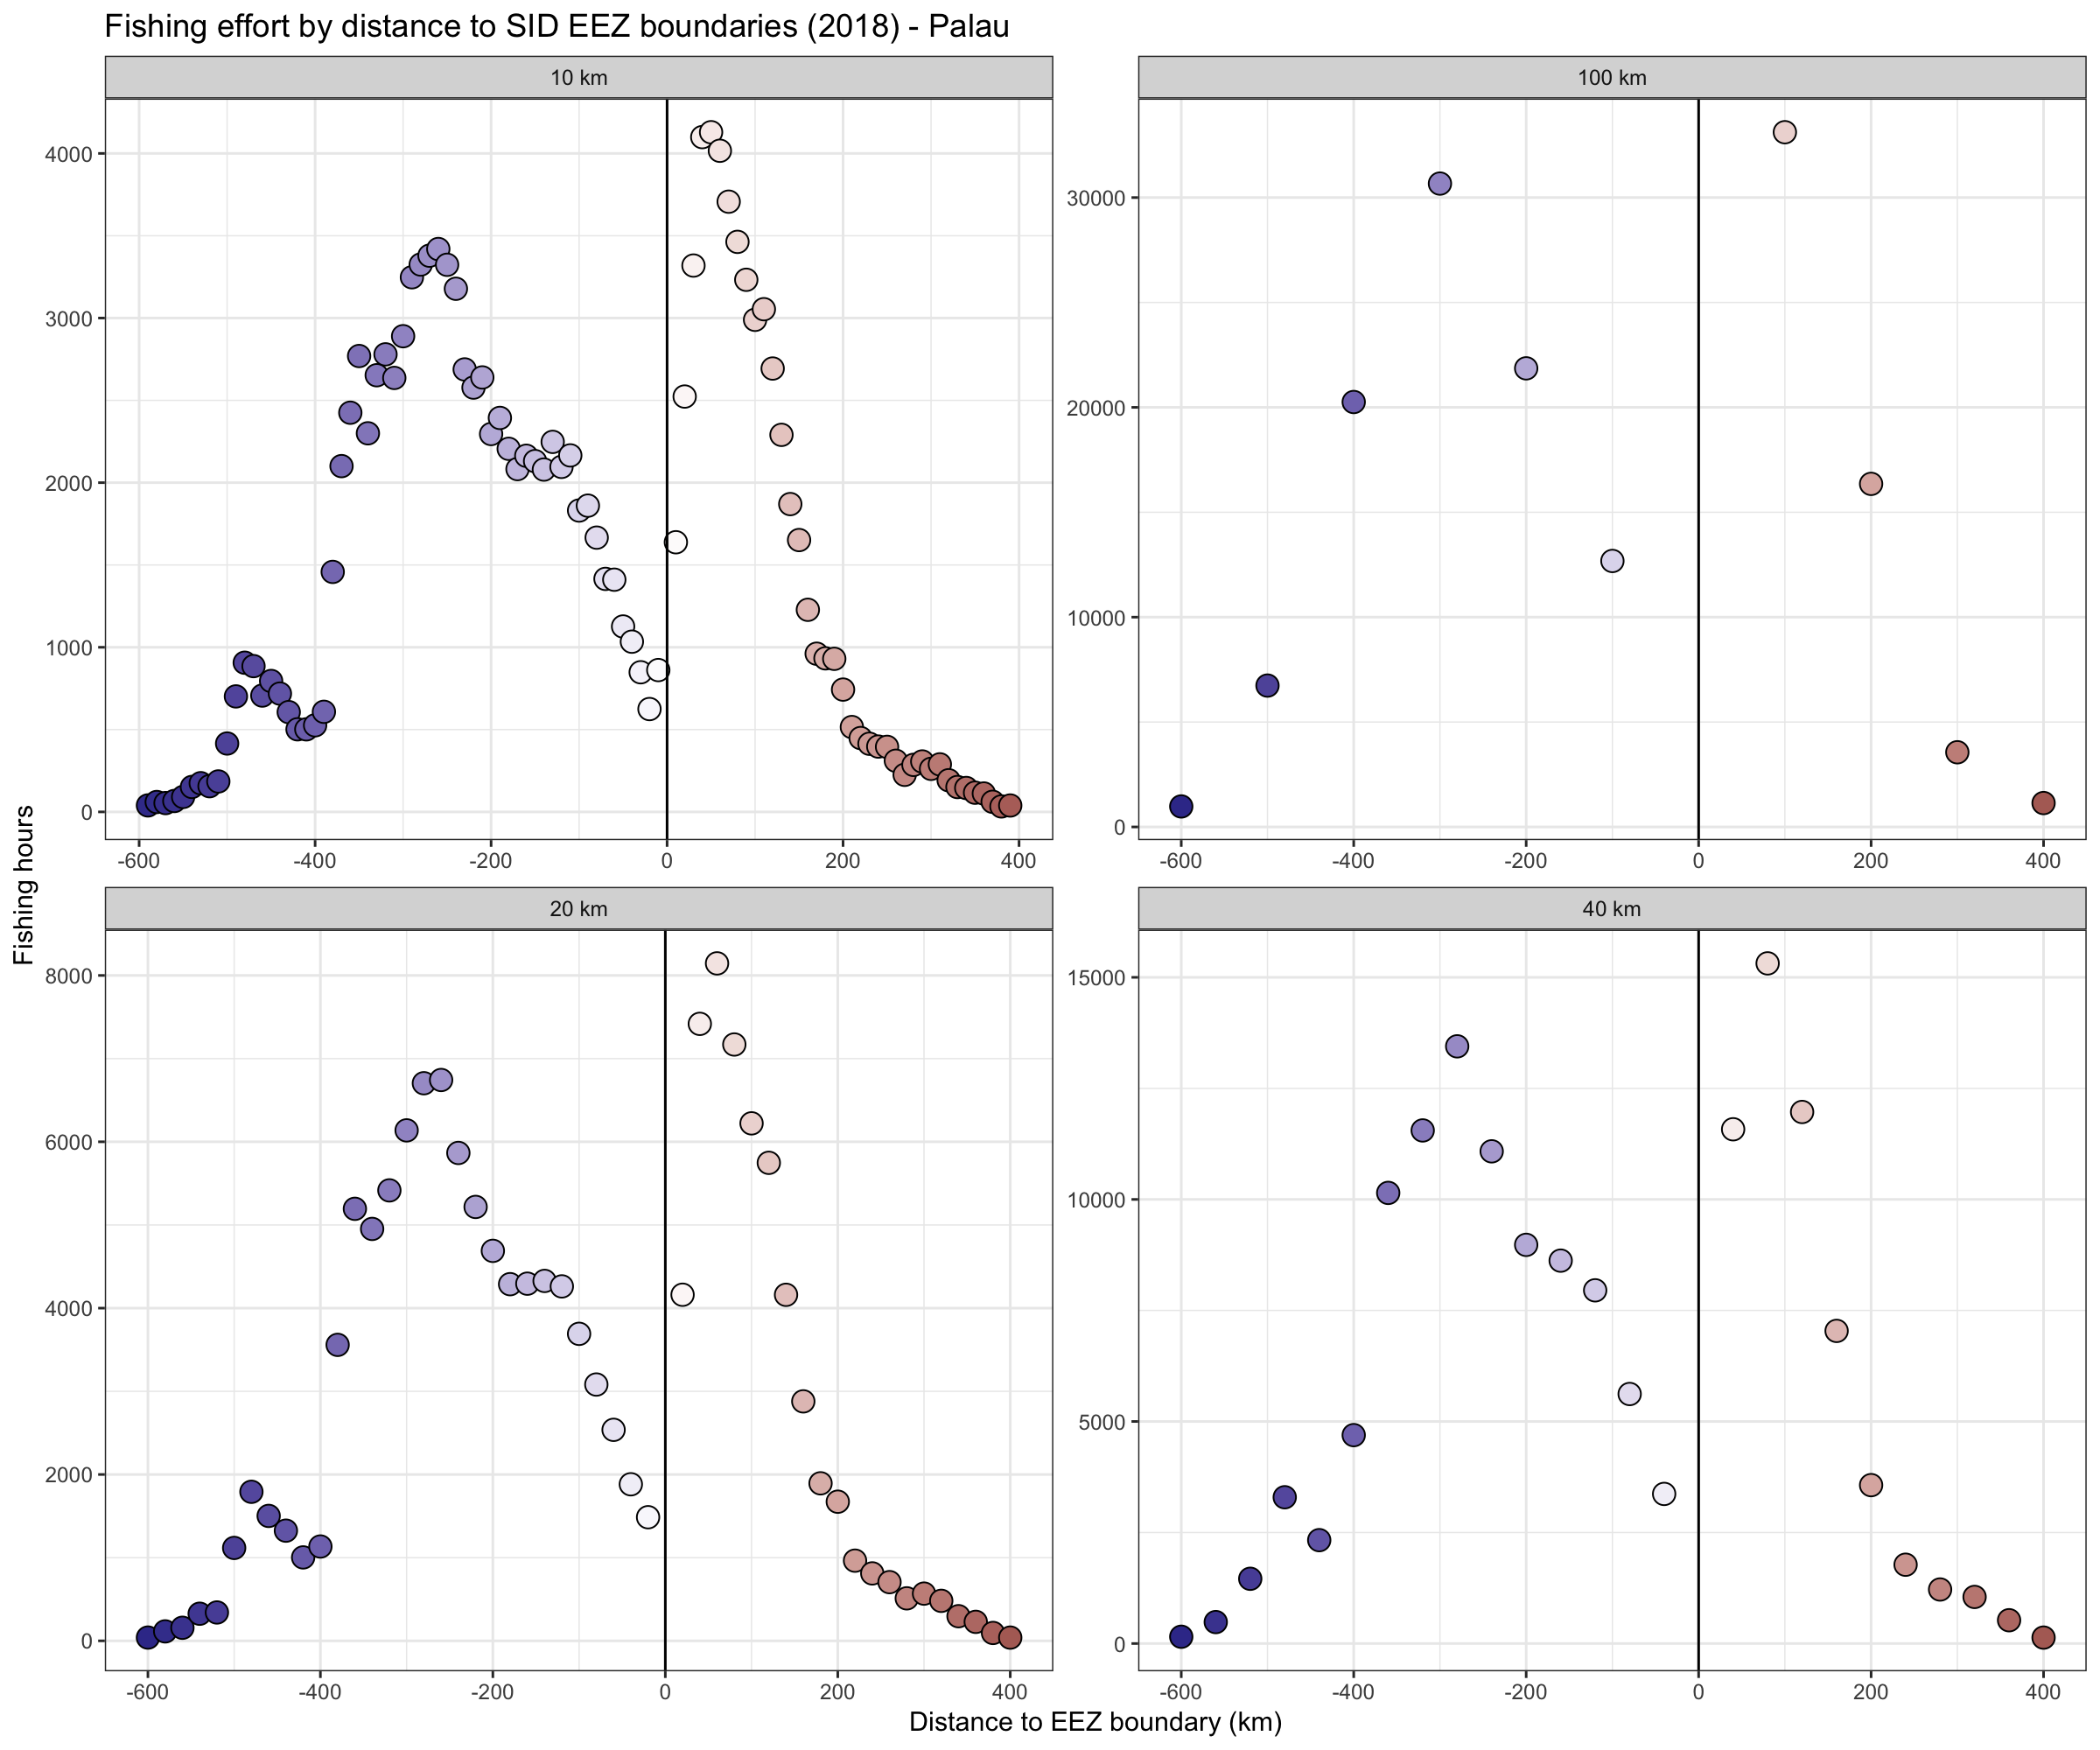 Fishing effort by distance to SID EEZ boundaries (2018) - Palau
10 km
100 km
4000
3000
2000
1000
0
-600 -400 -200 0 200 400
30000
20000
10000
0
-600 -400 -200 0 200 400
Fishing hours
20 km
40 km
8000
6000
4000
2000
0
-600 -400 -200 0 200 400
15000
10000
5000
0
-600 -400 -200 0 200 400
Distance to EEZ boundary (km)